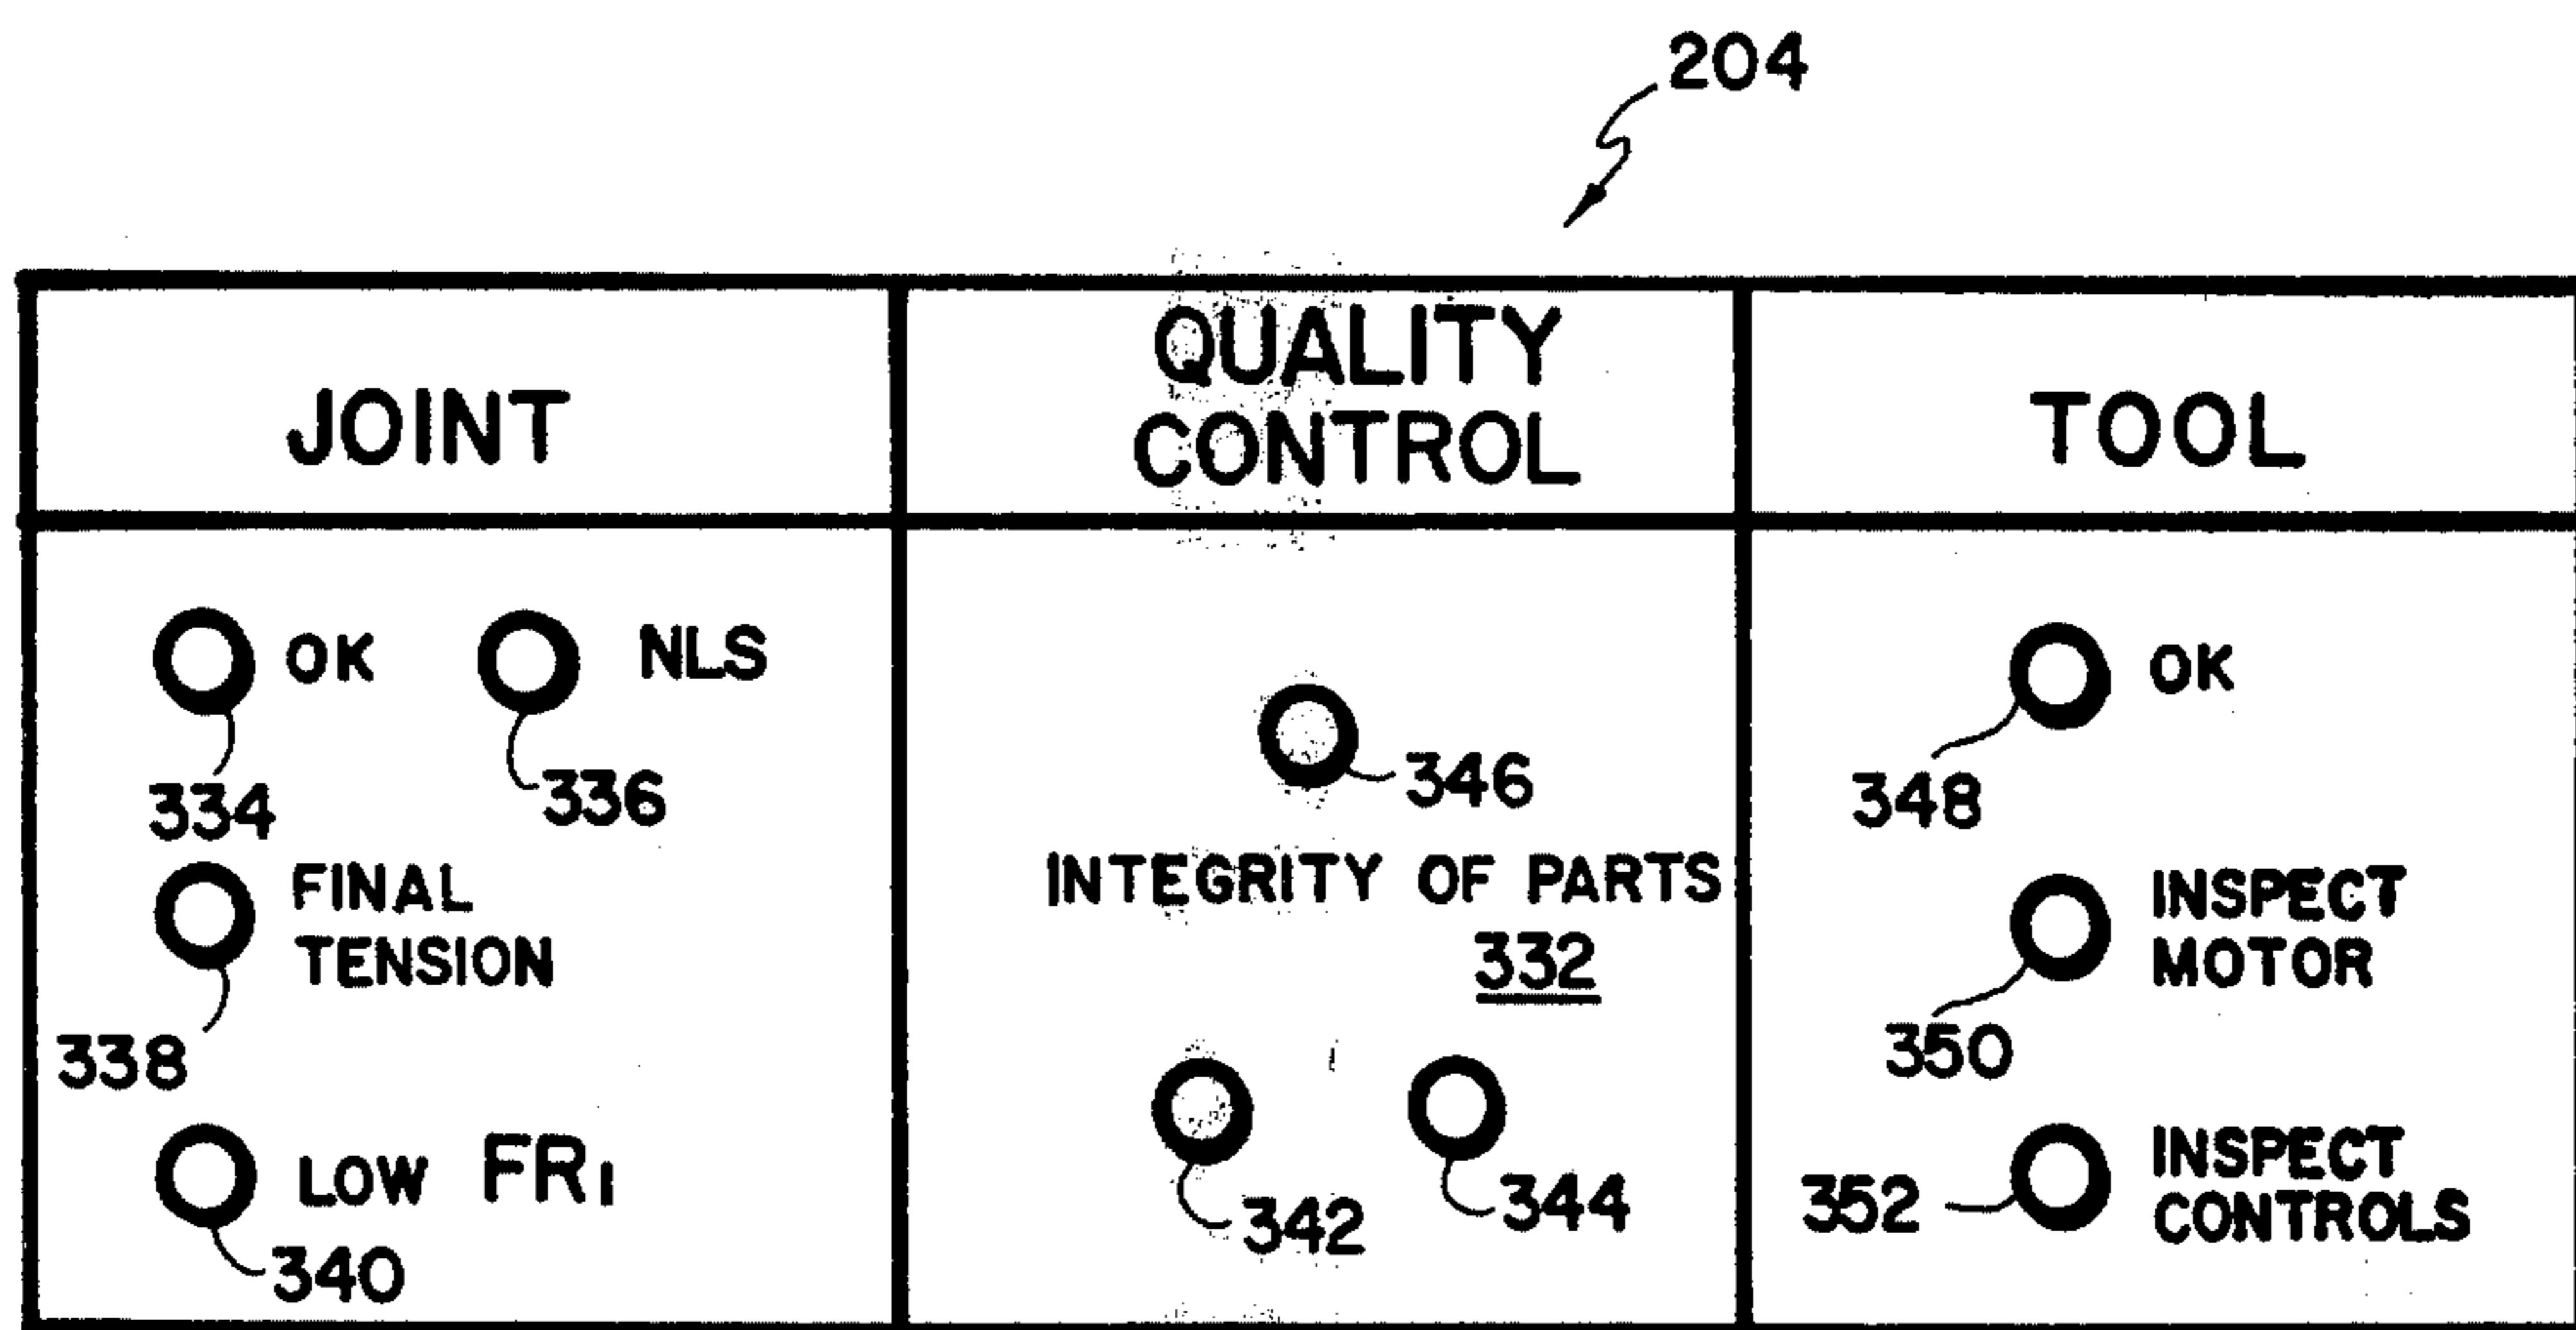 204
JOINT
QUALITY
CONTROL
TOOL
OK
NLS
334
336
FINAL
TENSION
338
LOW FR₁
340
346
INTEGRITY OF PARTS
332
342
344
OK
348
INSPECT
MOTOR
350
352
INSPECT
CONTROLS